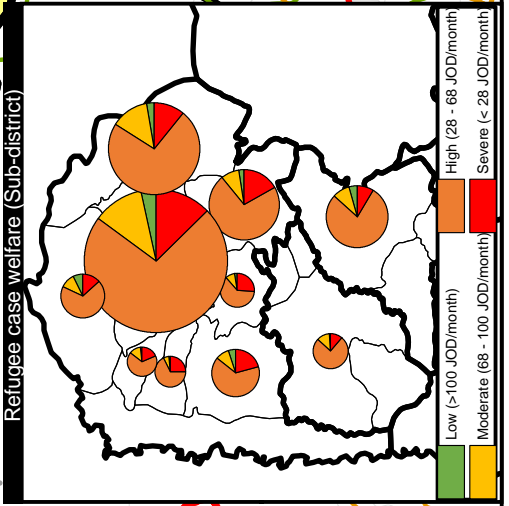 Refugee case welfare (Sub-district)
Low (>100 JOD/month)
High (28 - 68 JOD/month)
Moderate (68 - 100 JOD/month)
Severe (< 28 JOD/month)